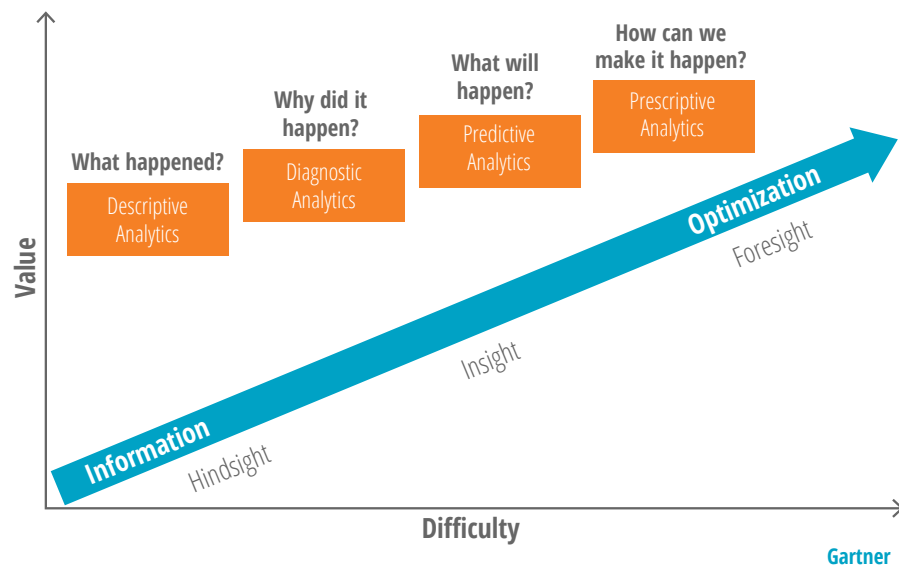 How can we
make it happen?
Prescriptive
Analytics
What will
happen?
Predictive
Analytics
Why did it
happen?
Diagnostic
Analytics
What happened?
Descriptive
Analytics
Value
Information
Hindsight
Insight
Optimization
Foresight
Difficulty
Gartner